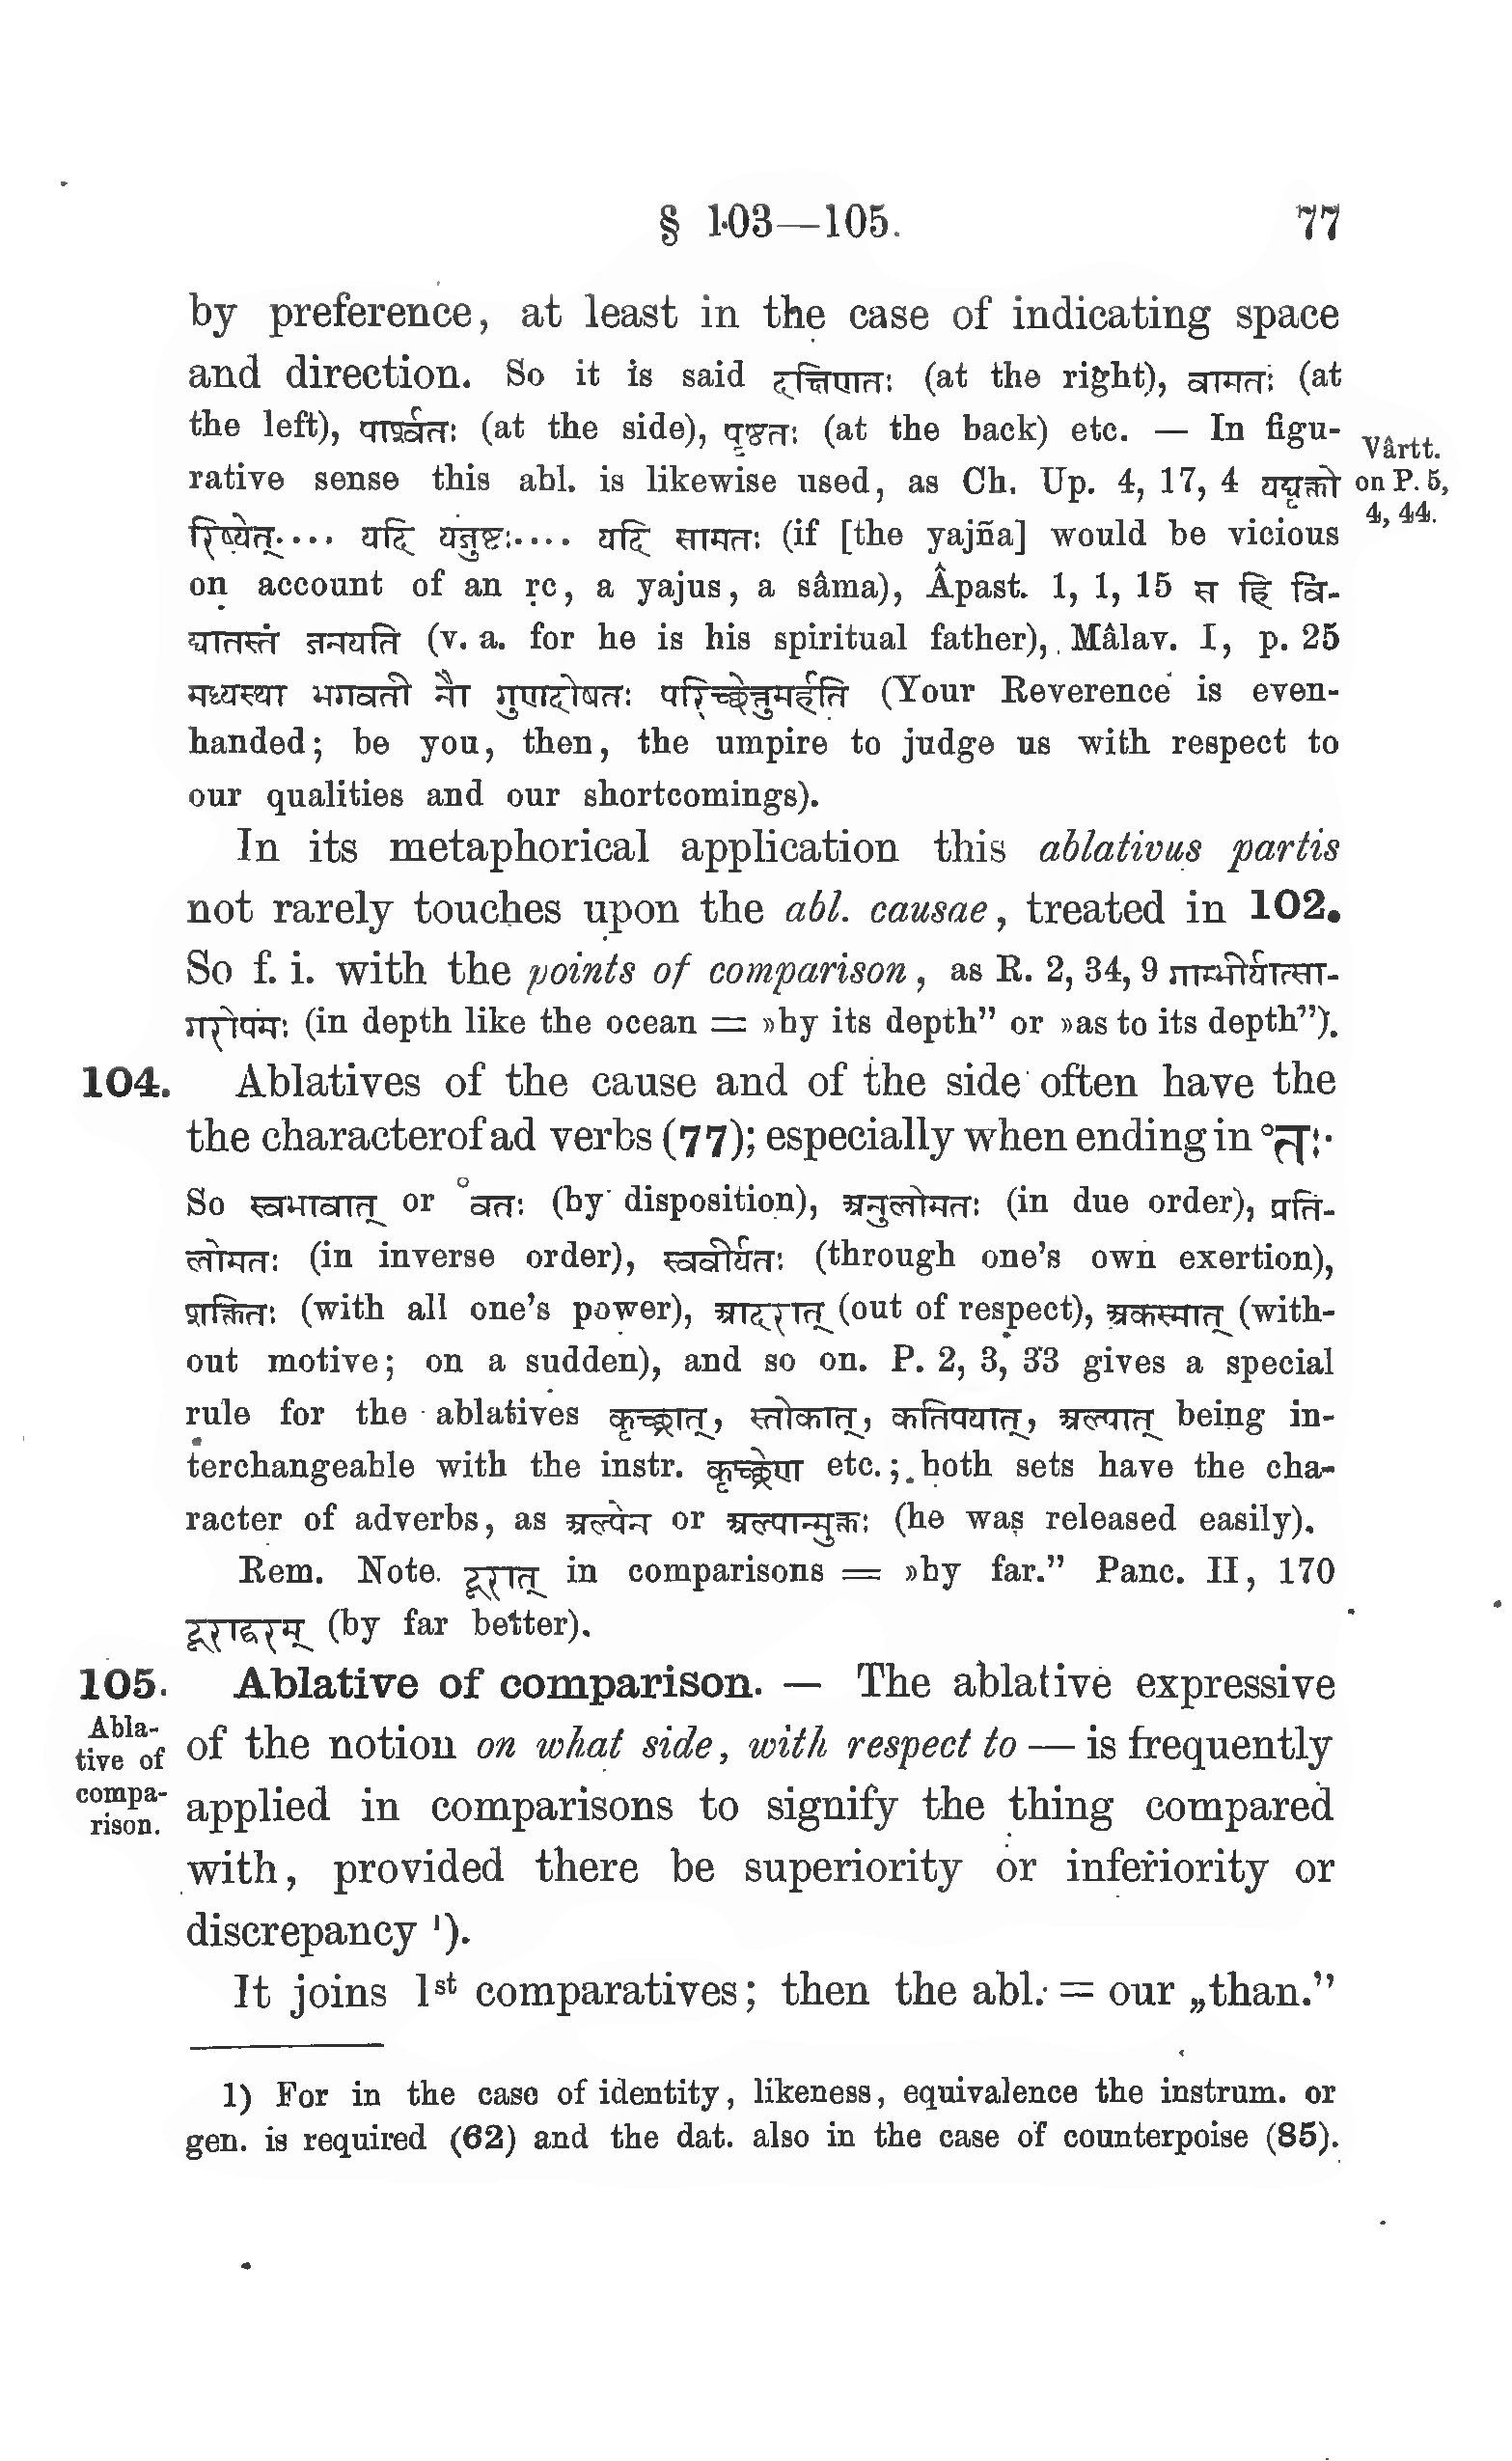 § 103—105. 77
by preference, at least in the case of indicating space
and direction. So it is said दक्षिणतः (at the right), वामतः (at
the left), पार्श्वतः (at the side), पृष्ठतः (at the back) etc. — In figu-
Vârtt.
on P. 5,
4, 44.
rative sense this abl. is likewise used, as Ch. Up. 4, 17, 4 यद्यृक्तो
रिष्येत्.... यदि यजुष्टः.... यदि सामतः (if [the yajña] would be vicious
on account of an ṛc, a yajus, a sâma), Âpast. 1, 1, 15 स हि वि-
द्यातस्तं जनयति (v. a. for he is his spiritual father), Mâlav. I, p. 25
मध्यस्था भगवती नौ गुणदोषतः परिच्छेत्तुमर्हति (Your Reverence is even-
handed; be you, then, the umpire to judge us with respect to
our qualities and our shortcomings).
In its metaphorical application this ablativus partis
not rarely touches upon the abl. causae, treated in 102.
So f. i. with the points of comparison, as R. 2, 34, 9 गाम्भीर्यात्सा-
गरोपमः (in depth like the ocean = »by its depth” or »as to its depth”).
104. Ablatives of the cause and of the side often have the
the character of ad verbs (77); especially when ending in °तः.
So स्वभावात् or °वतः (by disposition), अनुलोमतः (in due order), प्रति-
लोमतः (in inverse order), स्ववीर्यतः (through one’s own exertion),
शक्तितः (with all one’s power), आदरात् (out of respect), अकस्मात् (with-
out motive; on a sudden), and so on. P. 2, 3, 33 gives a special
rule for the ablatives कृच्छ्रात्, स्तोकात्, कतिपयात्, अल्पात् being in-
terchangeable with the instr. कृच्छ्रेण etc.; both sets have the cha-
racter of adverbs, as अल्पेन or अल्पान्मुक्तः (he was released easily).
Rem. Note. दूरात् in comparisons = »by far.” Panc. II, 170
दूराद्वरम् (by far better).
105. Ablative of comparison. — The ablative expressive
Abla-
tive of
compa-
rison.
of the notion on what side, with respect to — is frequently
applied in comparisons to signify the thing compared
with, provided there be superiority or inferiority or
discrepancy ¹).
It joins 1st comparatives; then the abl. = our „than.”
1) For in the case of identity, likeness, equivalence the instrum. or
gen. is required (62) and the dat. also in the case of counterpoise (85).